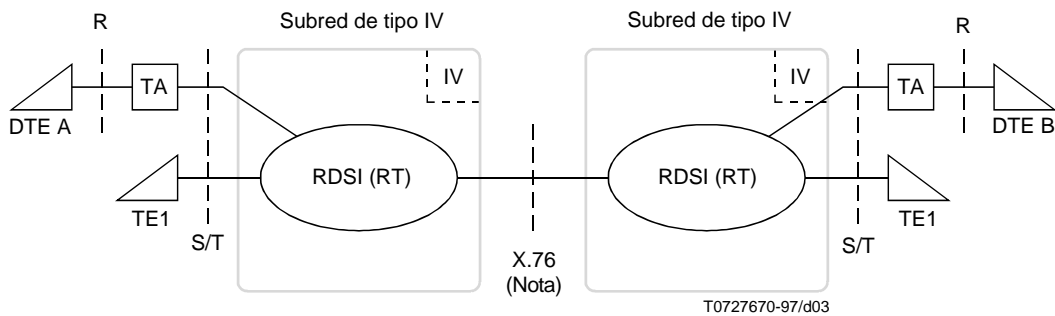 Subred de tipo IV
Subred de tipo IV
R
R
IV
IV
TA
TA
DTE A
DTE B
RDSI (RT)
RDSI (RT)
TE1
TE1
S/T
S/T
X.76
(Nota)
T0727670-97/d03